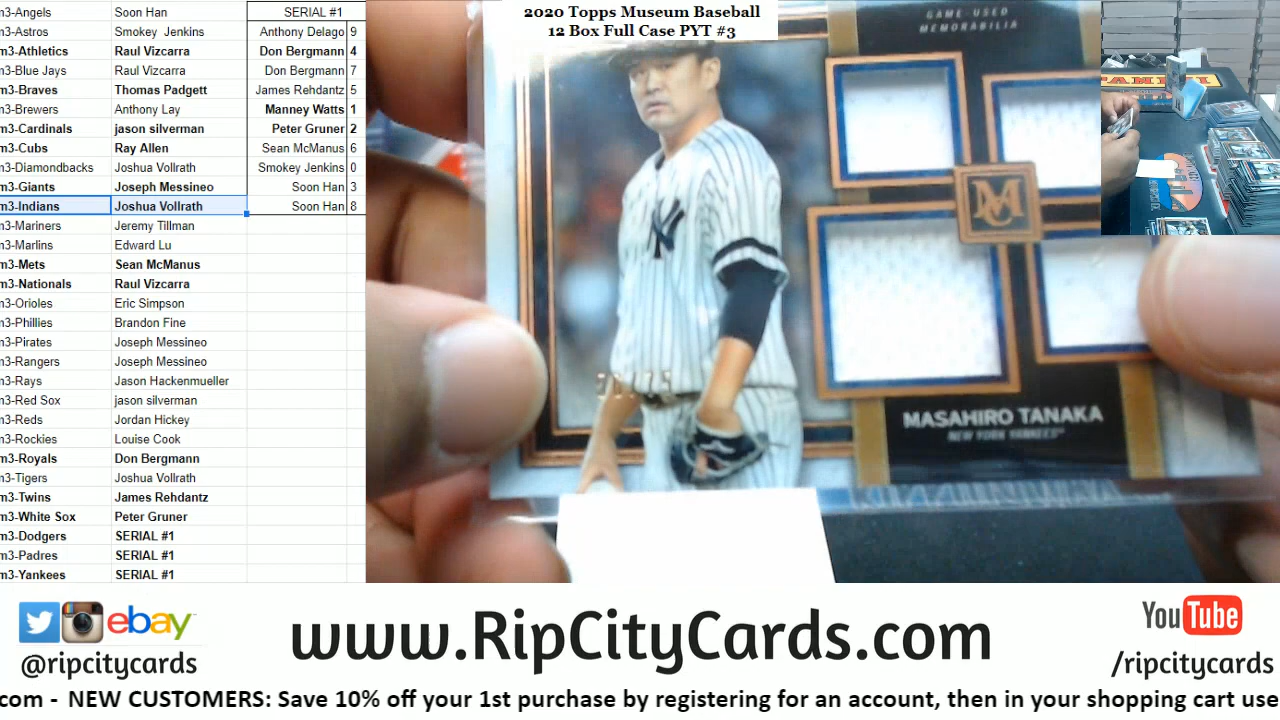 m3-Angels Soon Han SERIAL #1
m3-Astros Smokey Jenkins Anthony Delago 9
m3-Athletics Raul Vizcarra Don Bergmann 4
m3-Blue Jays Raul Vizcarra Don Bergmann 7
m3-Braves Thomas Padgett James Rehdantz 5
m3-Brewers Anthony Lay Manney Watts 1
m3-Cardinals jason silverman Peter Gruner 2
m3-Cubs Ray Allen Sean McManus 6
m3-Diamondbacks Joshua Vollrath Smokey Jenkins 0
m3-Giants Joseph Messineo Soon Han 3
m3-Indians Joshua Vollrath Soon Han 8
m3-Mariners Jeremy Tillman
m3-Marlins Edward Lu
m3-Mets Sean McManus
m3-Nationals Raul Vizcarra
m3-Orioles Eric Simpson
m3-Phillies Brandon Fine
m3-Pirates Joseph Messineo
m3-Rangers Joseph Messineo
m3-Rays Jason Hackenmueller
m3-Red Sox jason silverman
m3-Reds Jordan Hickey
m3-Rockies Louise Cook
m3-Royals Don Bergmann
m3-Tigers Joshua Vollrath
m3-Twins James Rehdantz
m3-White Sox Peter Gruner
m3-Dodgers SERIAL #1
m3-Padres SERIAL #1
m3-Yankees SERIAL #1
2020 Topps Museum Baseball
12 Box Full Case PYT #3
GAME-USED
MEMORABILIA
MASAHIRO TANAKA
NEW YORK YANKEES
PANINI
ebay
@ripcitycards
www.RipCityCards.com
YouTube
/ripcitycards
com - NEW CUSTOMERS: Save 10% off your 1st purchase by registering for an account, then in your shopping cart use